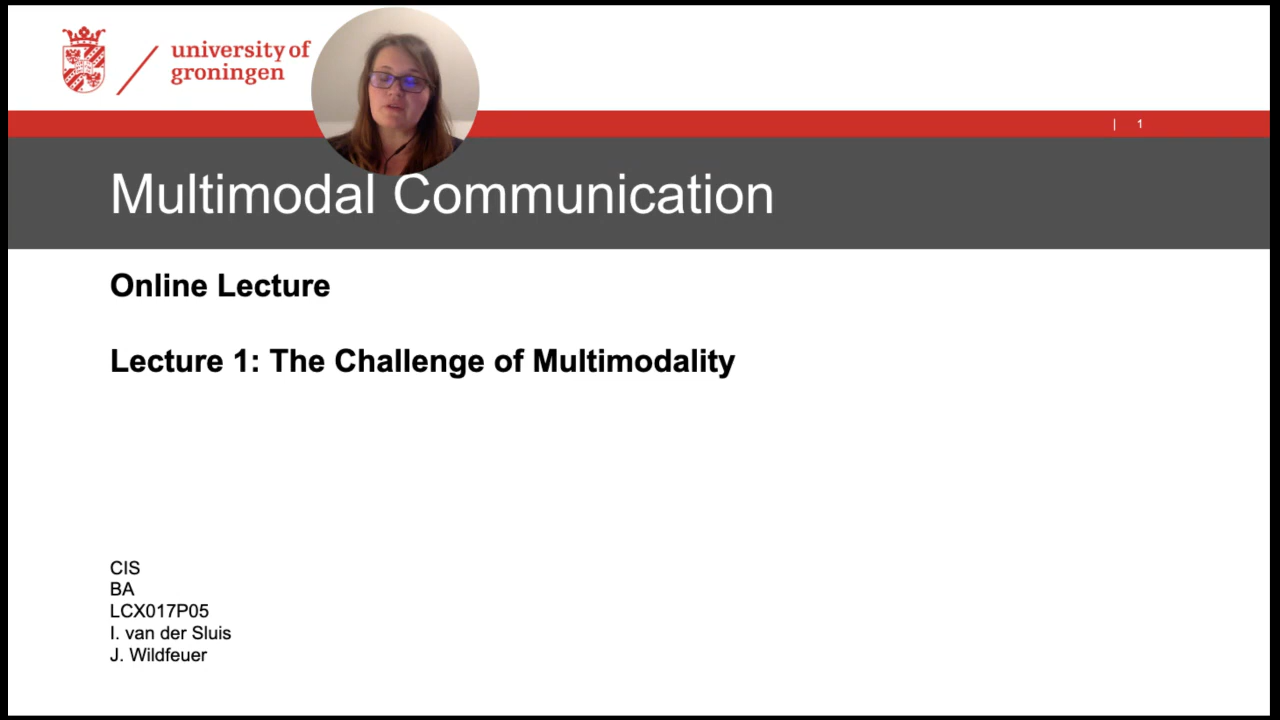 university of
groningen
| 1
Multimodal Communication
Online Lecture
Lecture 1: The Challenge of Multimodality
CIS
BA
LCX017P05
I. van der Sluis
J. Wildfeuer